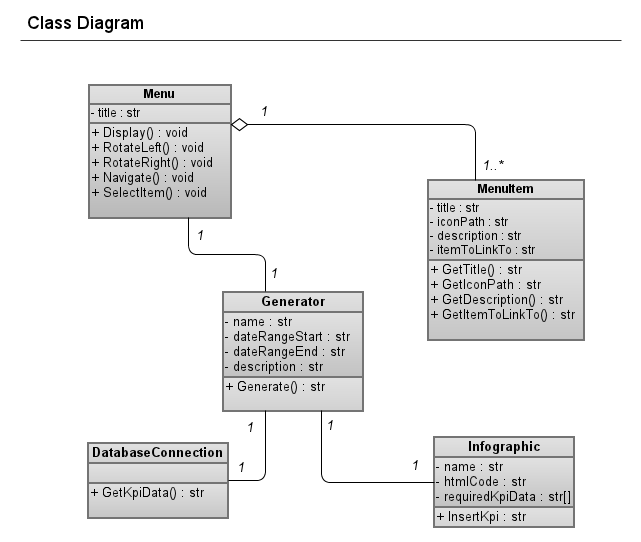 Class Diagram
Menu
- title : str
+ Display() : void
+ RotateLeft() : void
+ RotateRight() : void
+ Navigate() : void
+ SelectItem() : void
1
1..*
MenuItem
- title : str
- iconPath : str
- description : str
- itemToLinkTo : str
+ GetTitle() : str
+ GetIconPath : str
+ GetDescription() : str
+ GetItemToLinkTo() : str
1
1
Generator
- name : str
- dateRangeStart : str
- dateRangeEnd : str
- description : str
+ Generate() : str
1
1
DatabaseConnection
+ GetKpiData() : str
1
1
Infographic
- name : str
- htmlCode : str
- requiredKpiData : str[]
+ InsertKpi : str